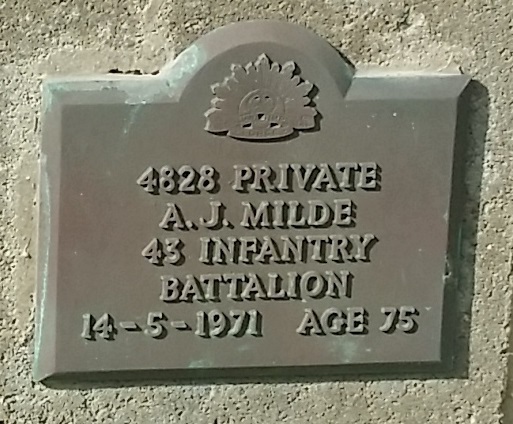 4828 PRIVATE
A. J. MILDE
43 INFANTRY
BATTALION
14-5-1971 AGE 75